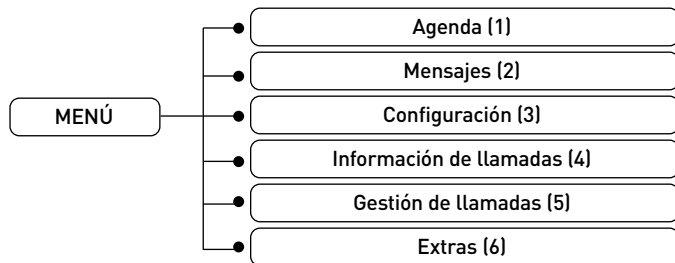 Agenda (1)
Mensajes (2)
MENÚ
Configuración (3)
Información de llamadas (4)
Gestión de llamadas (5)
Extras (6)